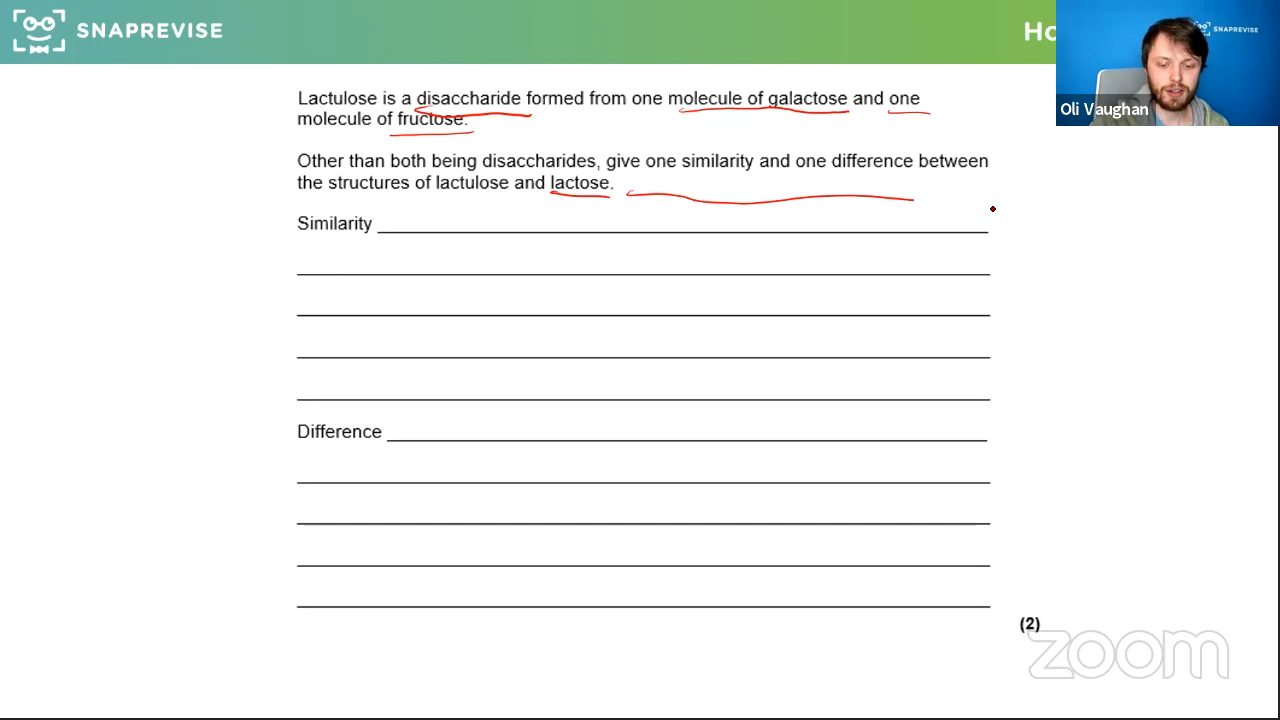 SNAPREVISE
Ho
SNAPREVISE
Oli Vaughan
Lactulose is a disaccharide formed from one molecule of galactose and one
molecule of fructose.
Other than both being disaccharides, give one similarity and one difference between
the structures of lactulose and lactose.
Similarity
Difference
(2)
zoom